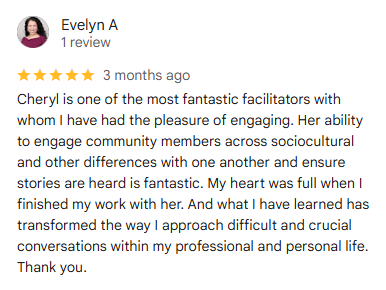 Evelyn A
1 review
3 months ago
Cheryl is one of the most fantastic facilitators with
whom I have had the pleasure of engaging. Her ability
to engage community members across sociocultural
and other differences with one another and ensure
stories are heard is fantastic. My heart was full when I
finished my work with her. And what I have learned has
transformed the way I approach difficult and crucial
conversations within my professional and personal life.
Thank you.